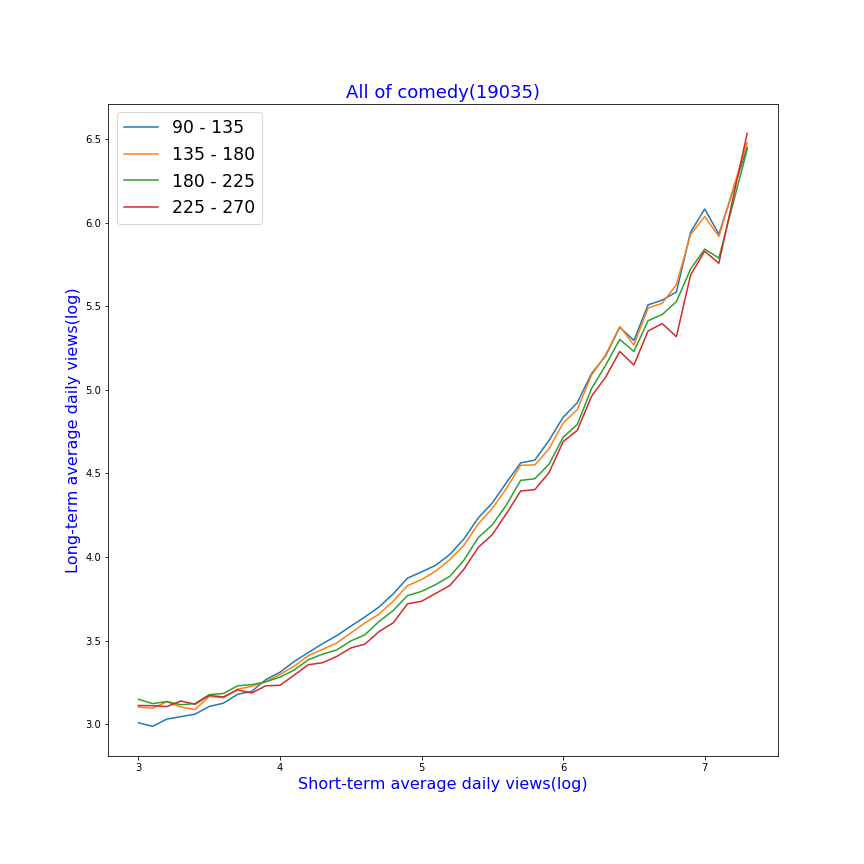 All of comedy(19035)
90 - 135
135 - 180
180 - 225
225 - 270
Long-term average daily views(log)
6.5
6.0
5.5
5.0
4.5
4.0
3.5
3.0
3 4 5 6 7
Short-term average daily views(log)